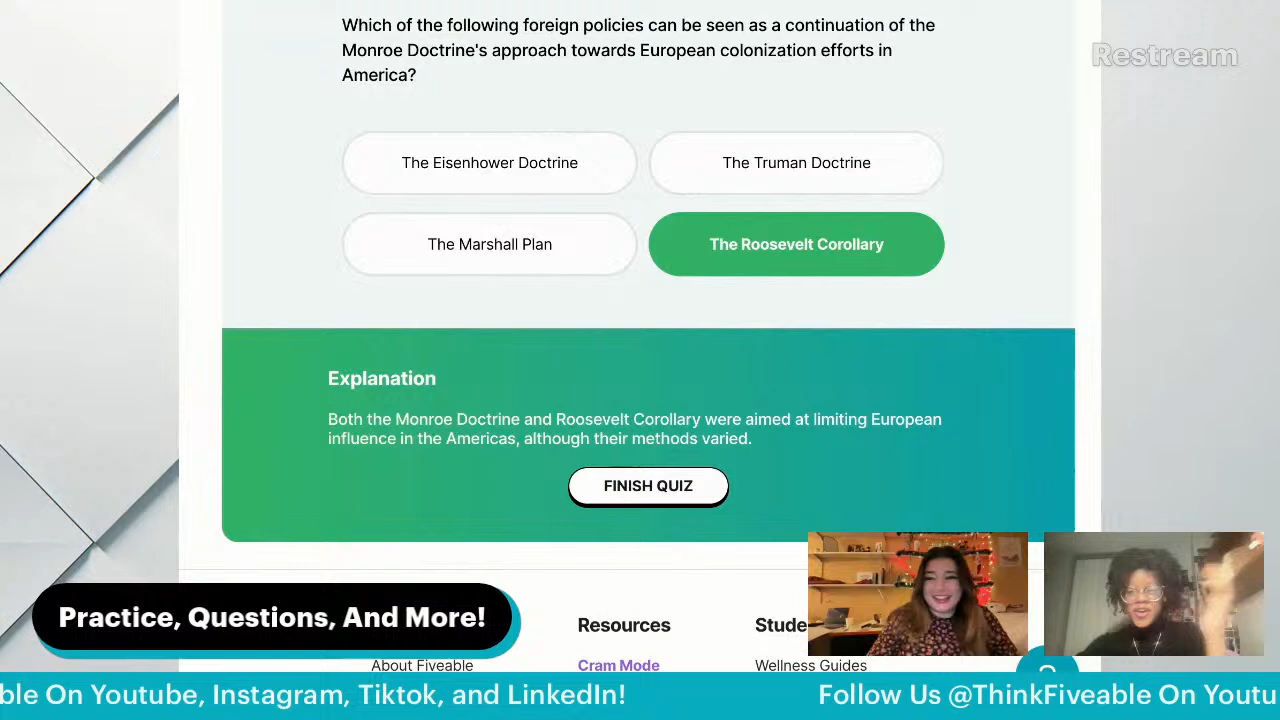 Which of the following foreign policies can be seen as a continuation of the
Monroe Doctrine's approach towards European colonization efforts in
America?
Restream
The Eisenhower Doctrine
The Truman Doctrine
The Marshall Plan
The Roosevelt Corollary
Explanation
Both the Monroe Doctrine and Roosevelt Corollary were aimed at limiting European
influence in the Americas, although their methods varied.
FINISH QUIZ
Practice, Questions, And More!
Resources
Stude
About Fiveable
Cram Mode
Wellness Guides
?
ble On Youtube, Instagram, Tiktok, and LinkedIn!
Follow Us @ThinkFiveable On Youtu